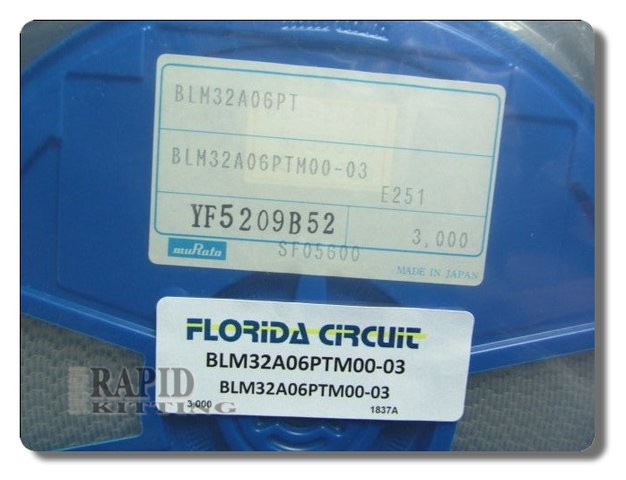 BLM32A06PT
BLM32A06PTM00-03
E251
YF5209B52
3,000
muRata
SF05600
MADE IN JAPAN
FLORIDA CIRCUIT
BLM32A06PTM00-03
BLM32A06PTM00-03
3,000
1837A
RAPID
KITTING